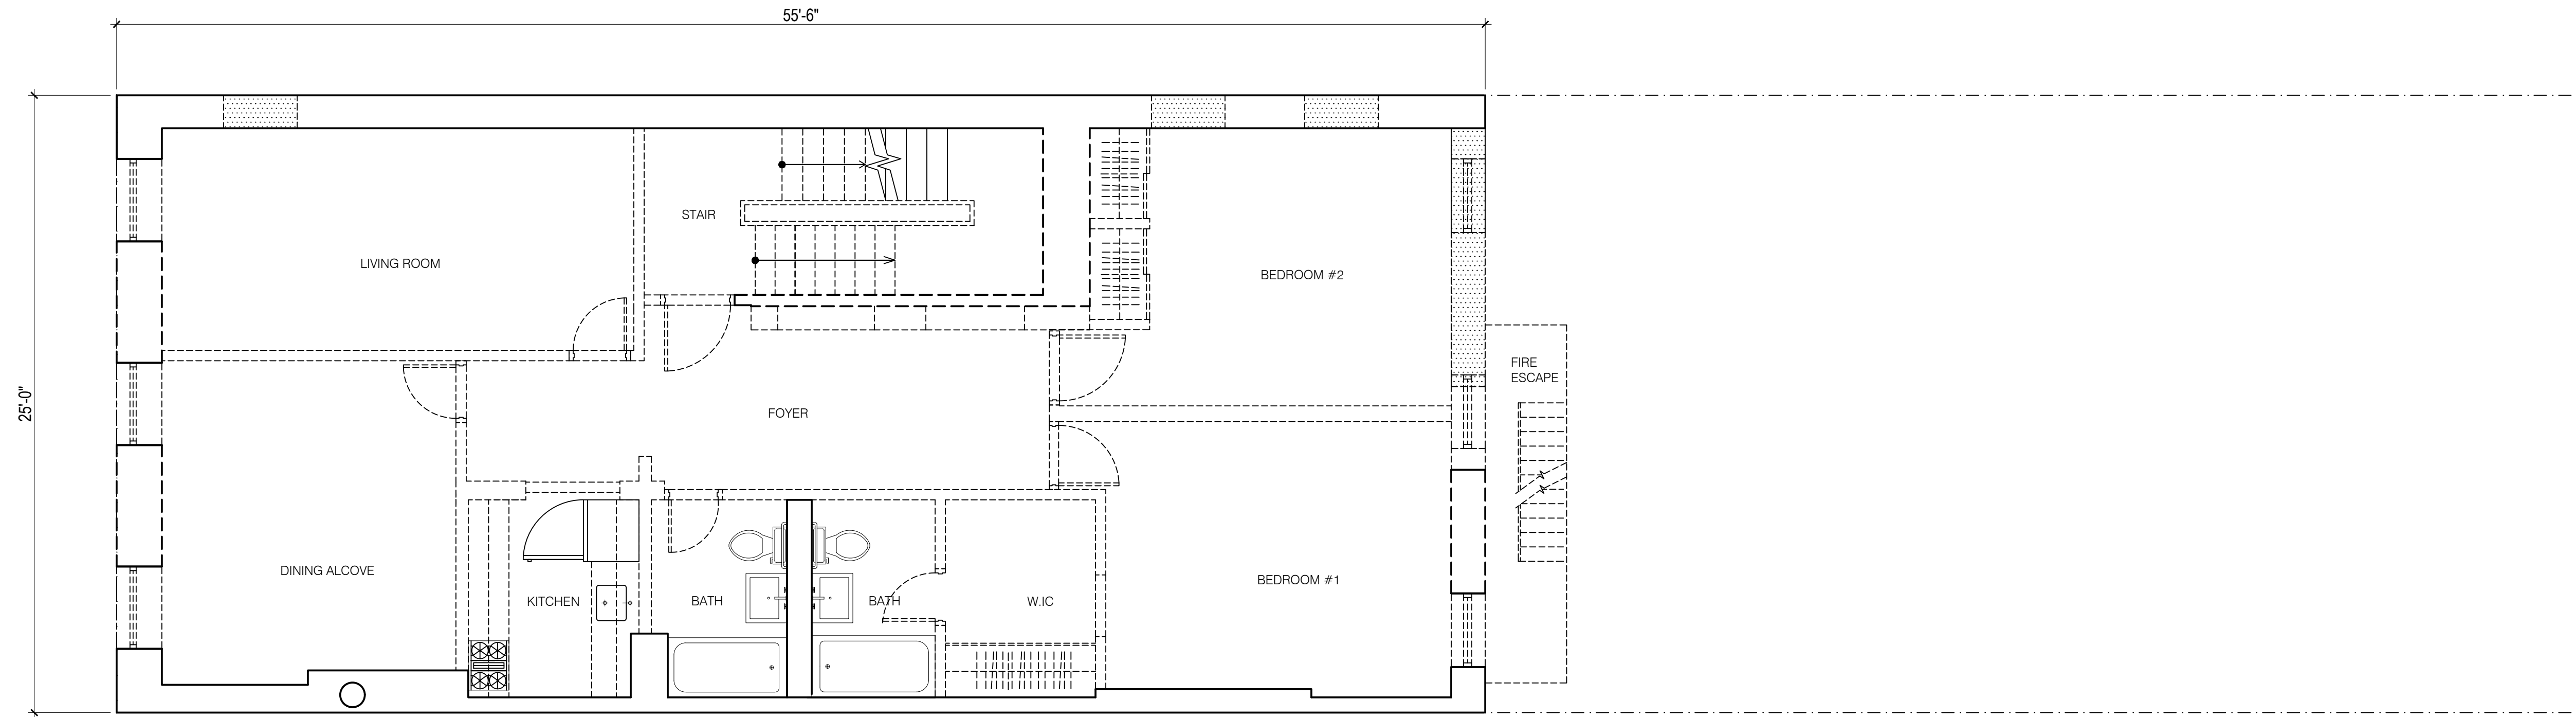 55'-6"
25'-0"
STAIR
LIVING ROOM
BEDROOM #2
FIRE
ESCAPE
FOYER
DINING ALCOVE
KITCHEN
BATH
BATH
W.IC
BEDROOM #1